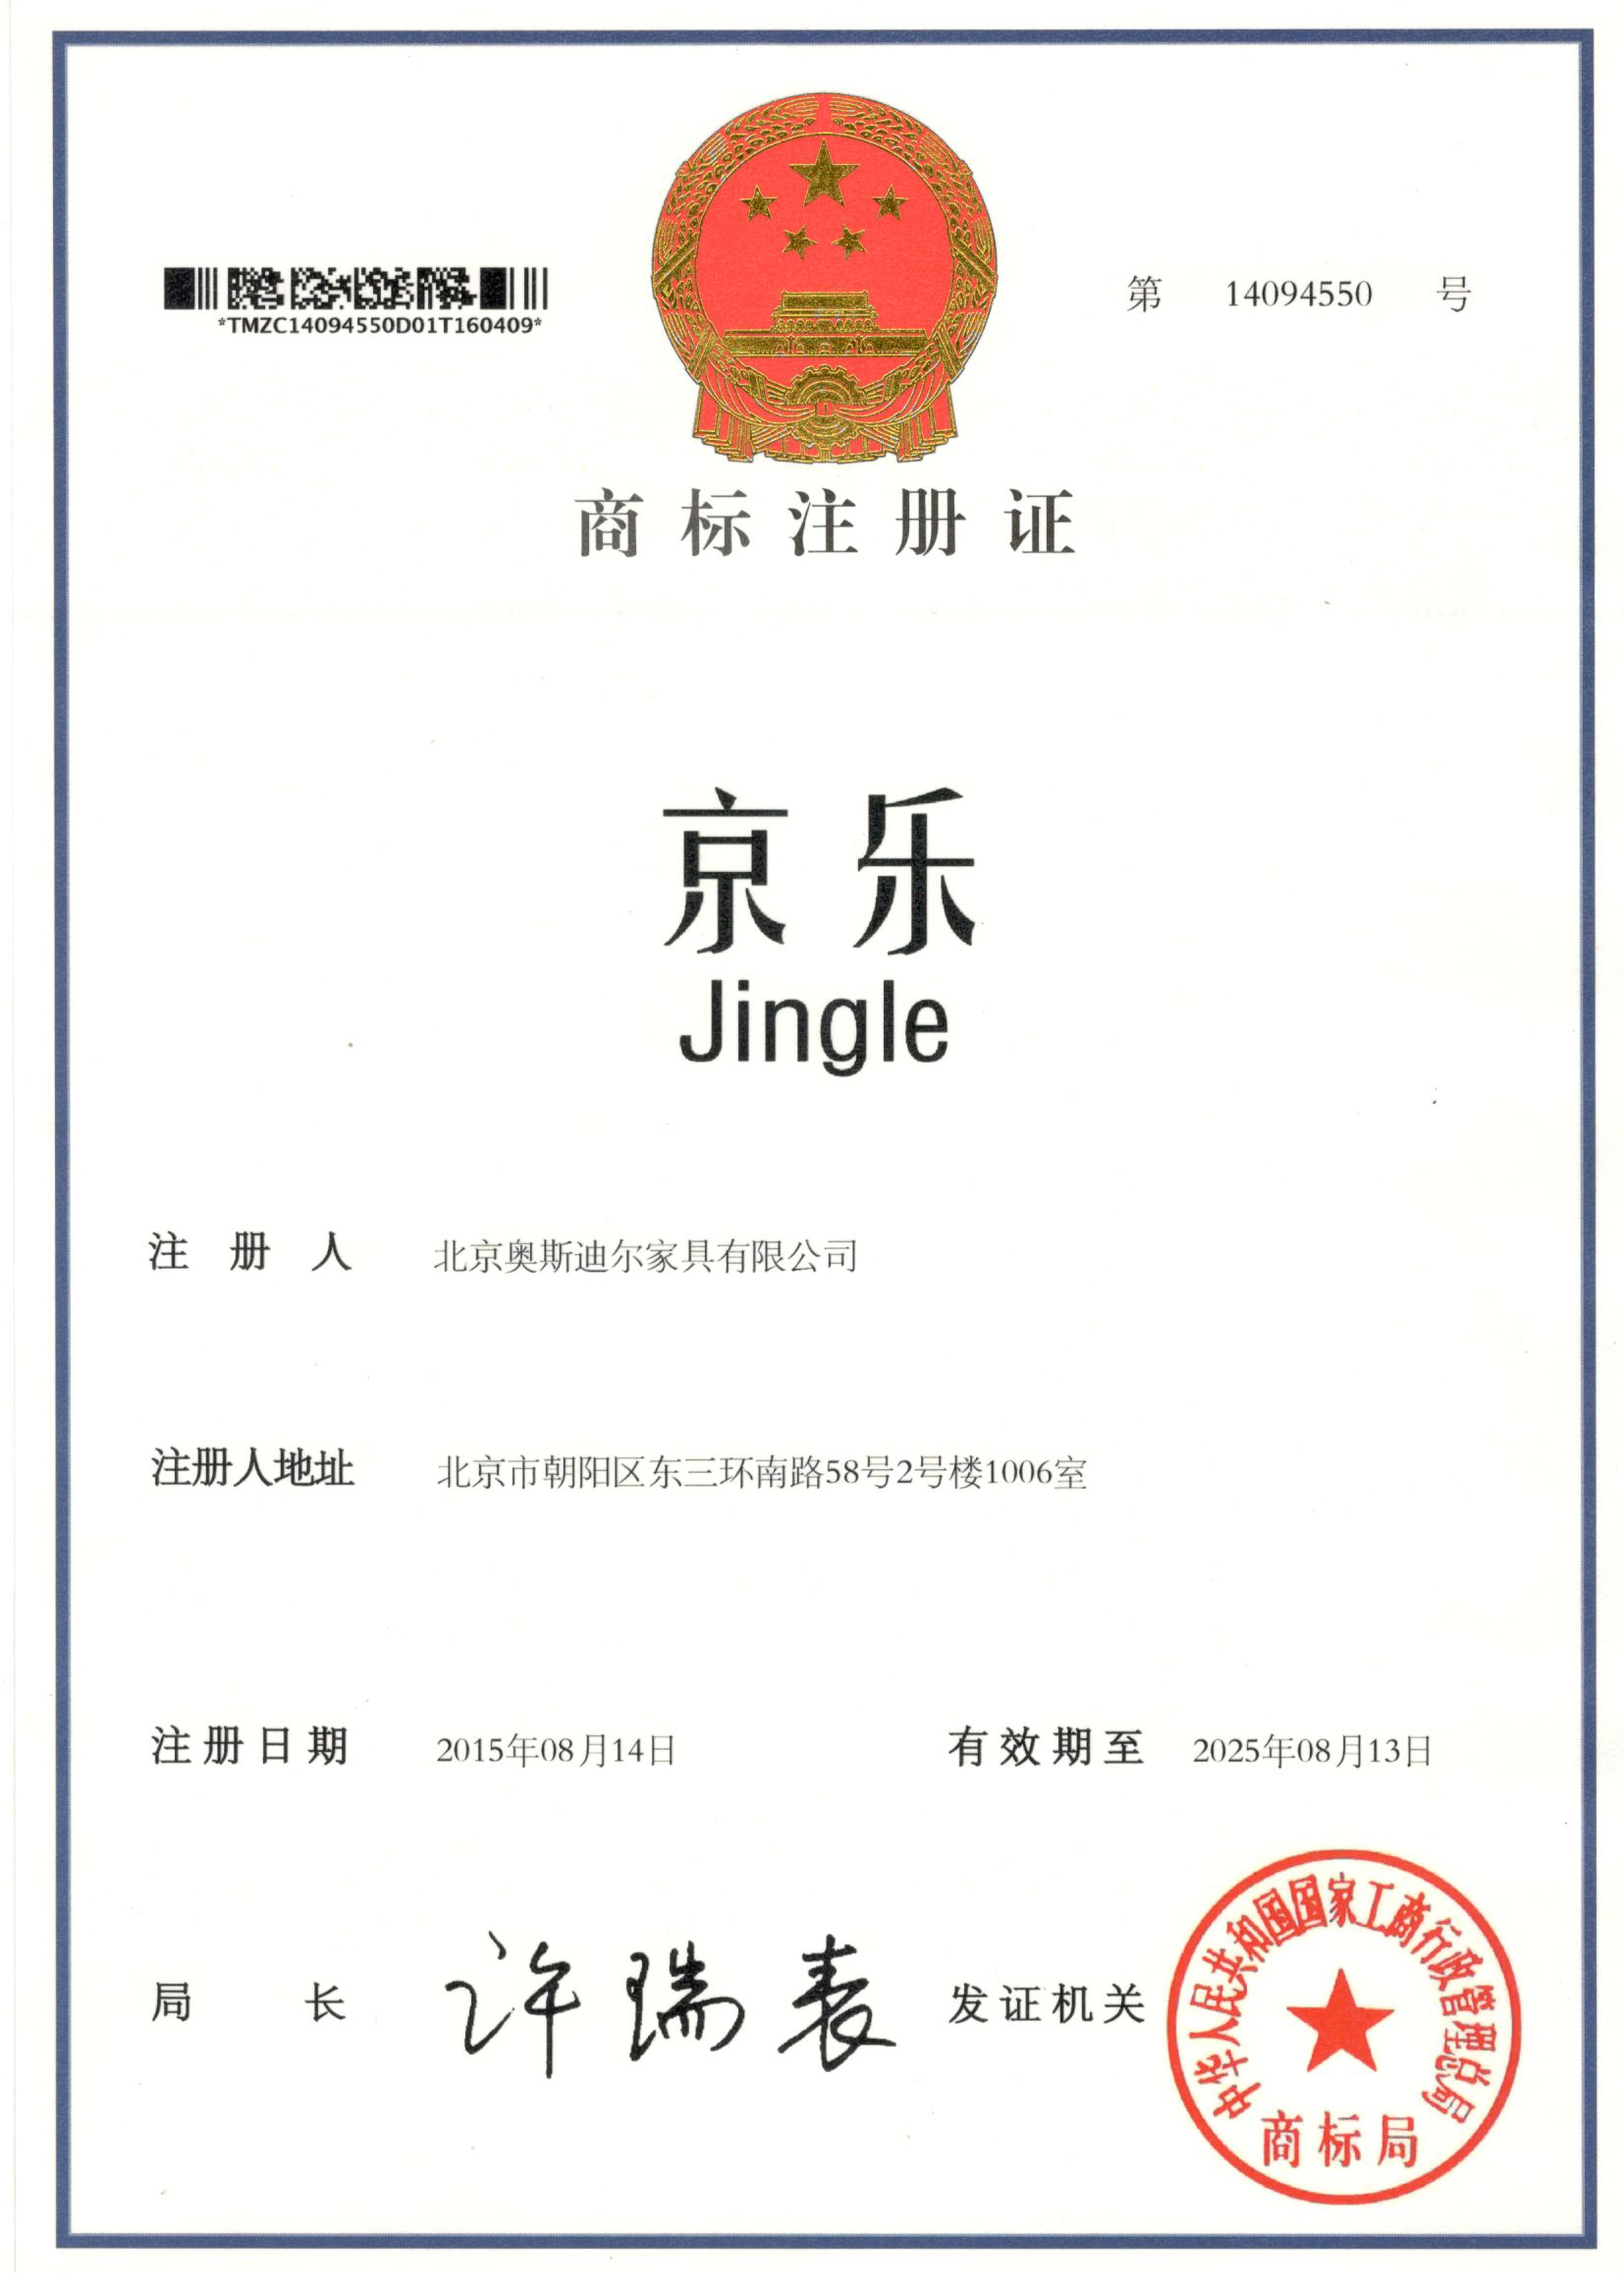 *TMZC14094550D01T160409*
第 14094550 号
商标注册证
京乐
Jingle
注册人 北京奥斯迪尔家具有限公司
注册人地址 北京市朝阳区东三环南路58号2号楼1006室
注册日期 2015年08月14日 有效期至 2025年08月13日
局长 许瑞表 发证机关
中华人民共和国国家工商行政管理总局
商标局